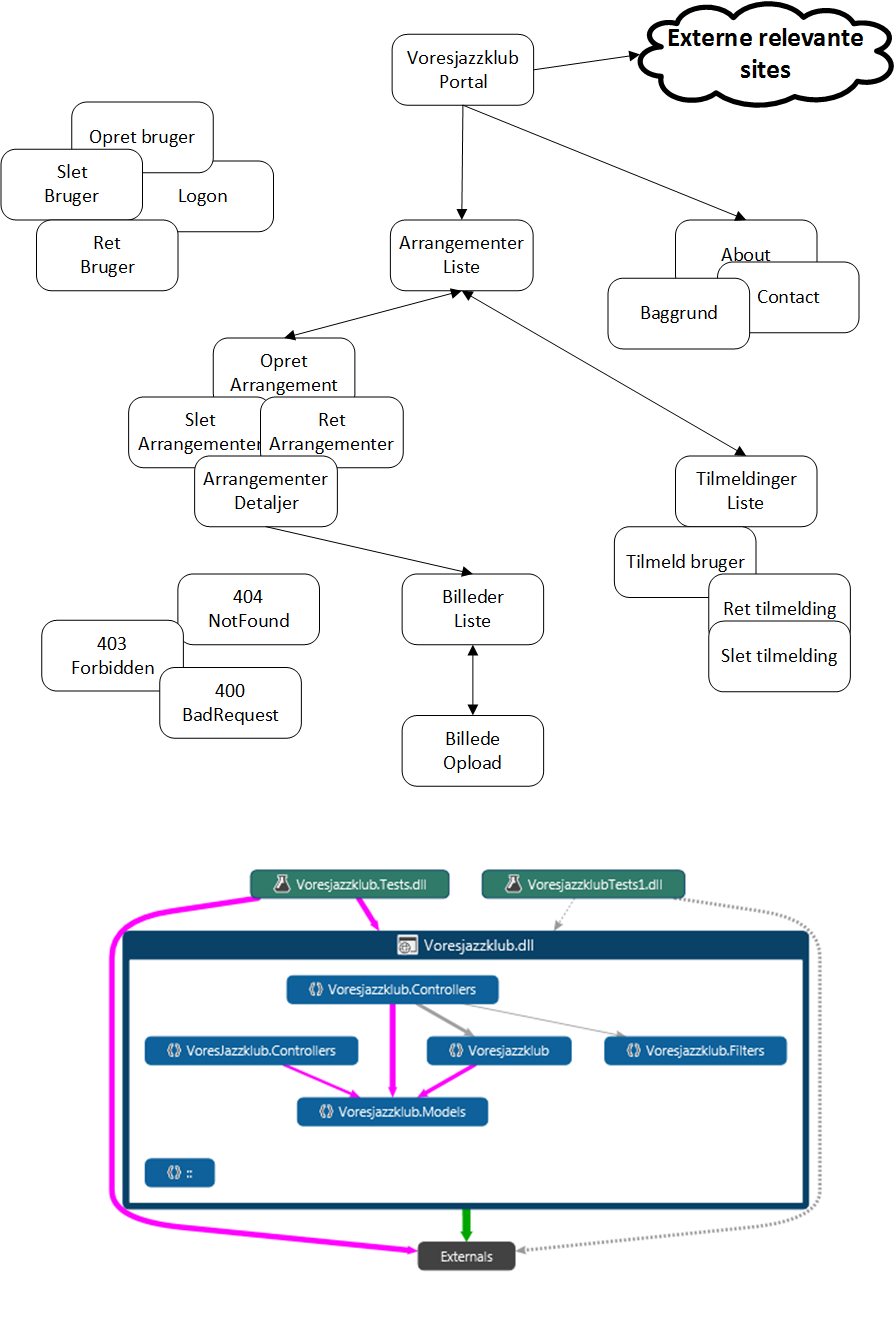 Voresjazzklub
Portal
Externe relevante
sites
Opret bruger
Slet
Bruger
Logon
Ret
Bruger
Arrangementer
Liste
About
Contact
Baggrund
Opret
Arrangement
Slet
Arrangementer
Ret
Arrangementer
Arrangementer
Detaljer
Tilmeldinger
Liste
Tilmeld bruger
Ret tilmelding
Slet tilmelding
404
NotFound
403
Forbidden
400
BadRequest
Billeder
Liste
Billede
Opload
Voresjazzklub.Tests.dll
VoresjazzklubTests1.dll
Voresjazzklub.dll
Voresjazzklub.Controllers
VoresJazzklub.Controllers
Voresjazzklub
Voresjazzklub.Filters
Voresjazzklub.Models
::
Externals